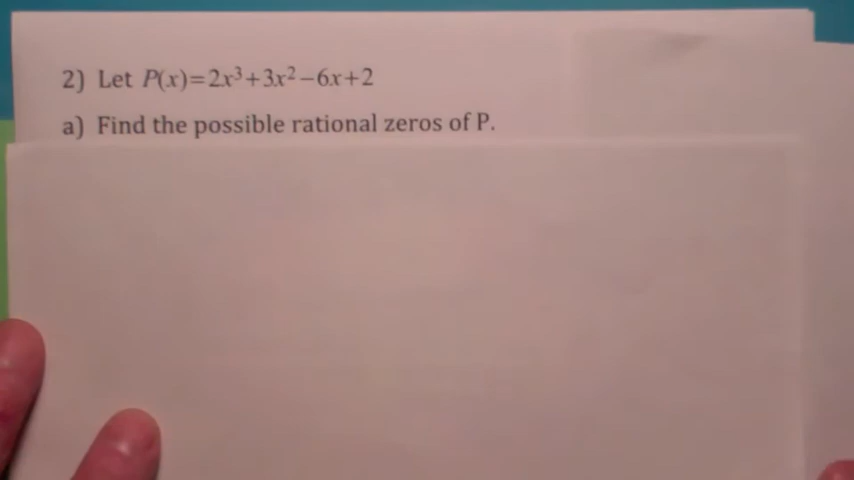 2) Let P(x)=2x³+3x²−6x+2
a) Find the possible rational zeros of P.